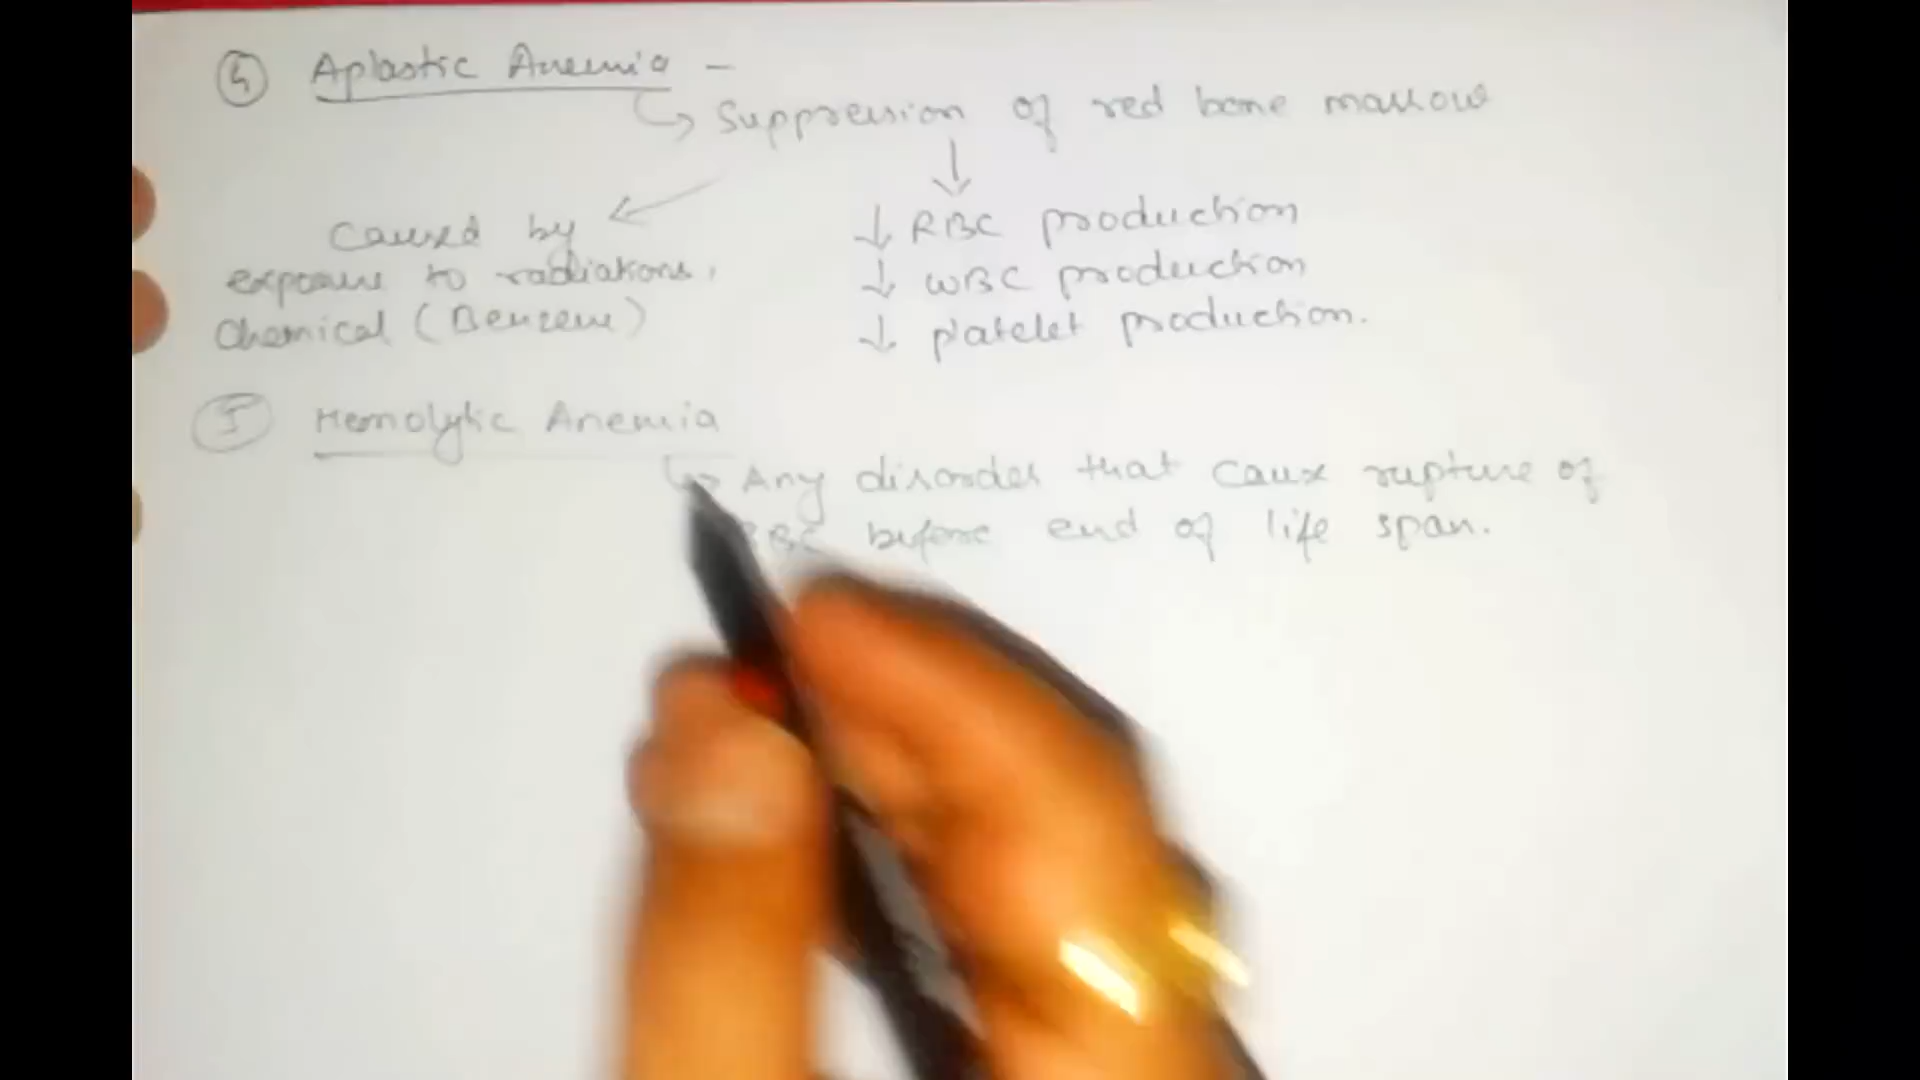 ④ Aplastic Anemia -
↳ Suppression of red bone marrow
↓
Caused by
exposure to radiations,
Chemical (Benzene)
↓ RBC production
↓ WBC production
↓ platelet production.
⑤ Hemolytic Anemia
↳ Any disorder that cause rupture of
RBC before end of life span.